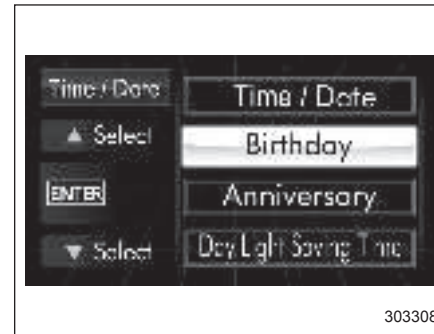 Time / Date
▲ Select
ENTER
▼ Select
Time / Date
Birthday
Anniversary
Day Light Saving Time
303308